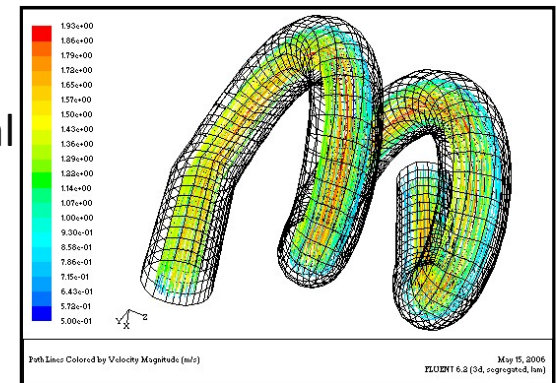 1.93e+00
1.86e+00
1.79e+00
1.72e+00
1.65e+00
1.57e+00
1.50e+00
1.43e+00
1.36e+00
1.29e+00
1.22e+00
1.14e+00
1.07e+00
1.00e+00
9.30e-01
8.58e-01
7.86e-01
7.15e-01
6.43e-01
5.72e-01
5.00e-01
al
Y X Z
Path Lines Colored by Velocity Magnitude (m/s)
May 15, 2006
FLUENT 6.2 (3d, segregated, lam)